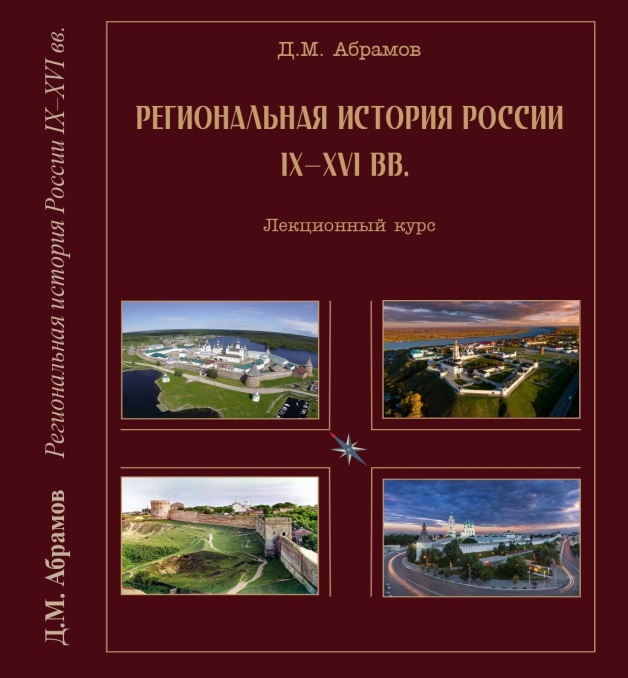 Д.М. Абрамов
РЕГИОНАЛЬНАЯ ИСТОРИЯ РОССИИ
IX–XVI ВВ.
Лекционный курс
Д.М. Абрамов Региональная история России IX–XVI вв.